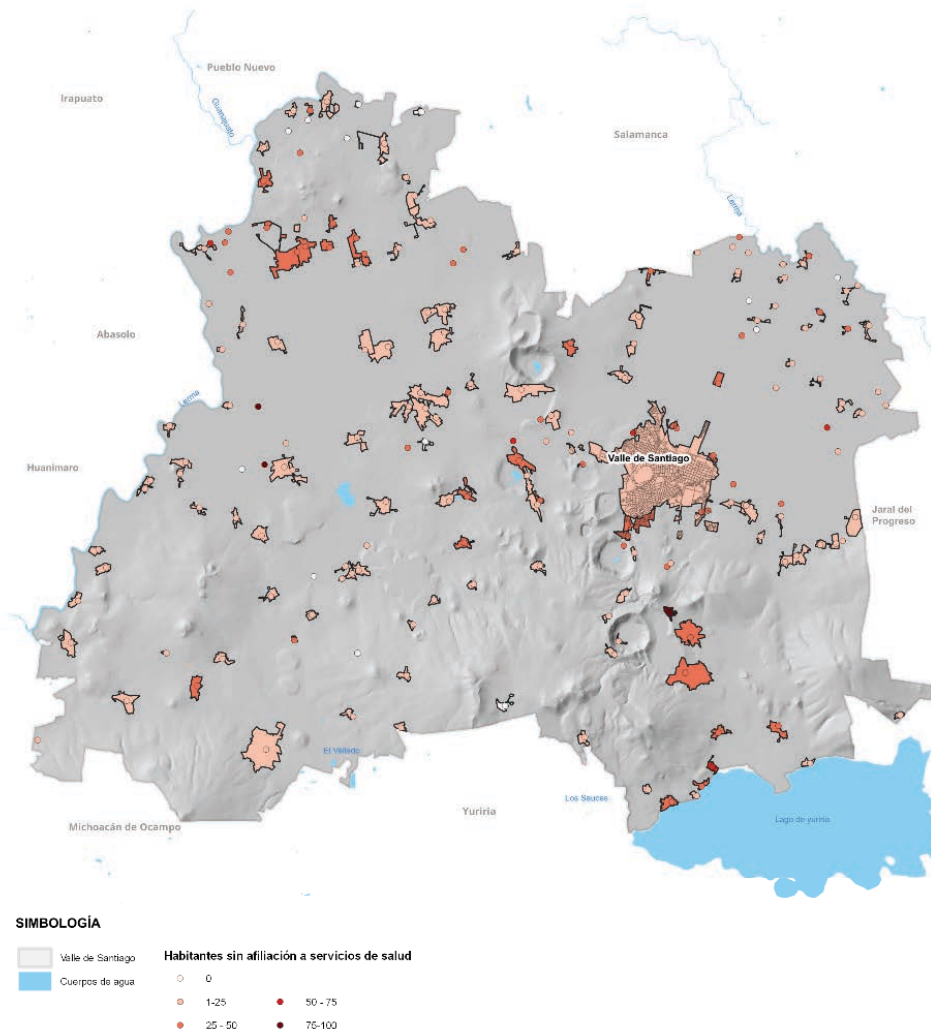 Pueblo Nuevo
Irapuato
Guanajuato
Salamanca
Lerma
Abasolo
Lerma
Huanimaro
Valle de Santiago
Jaral del
Progreso
El Velledo
Los Sauces
Yuriria
Lago de yuriria
Michoacán de Ocampo
SIMBOLOGÍA
Valle de Santiago
Cuerpos de agua
Habitantes sin afiliación a servicios de salud
0
1-25
25 - 50
50 - 75
75-100